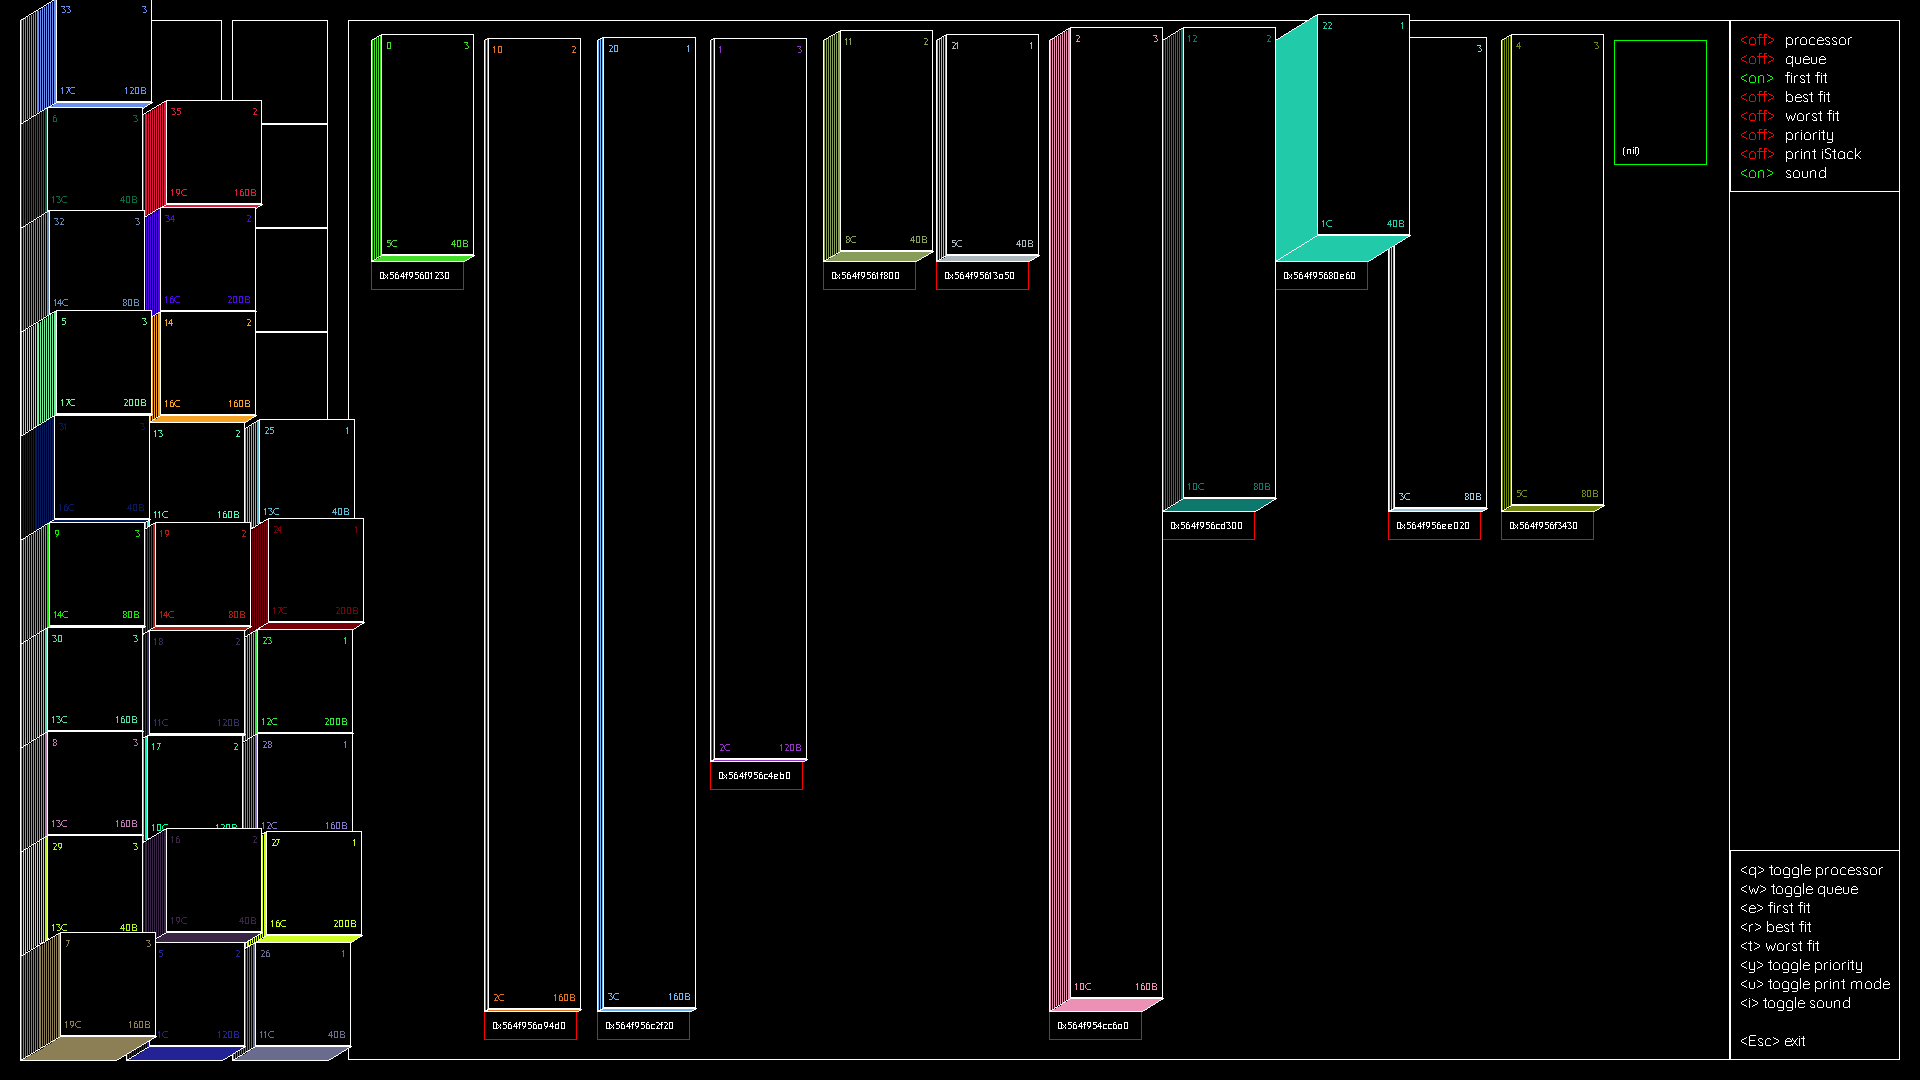 33 3
17C 120B
6 3
13C 40B
35 2
19C 160B
32 3
14C 80B
34 2
16C 200B
5 3
17C 200B
14 2
16C 160B
31 3
16C 40B
13 2
11C 160B
25 1
13C 40B
9 3
14C 80B
19 2
14C 80B
24 1
17C 200B
30 3
13C 160B
18 2
11C 120B
23 1
12C 200B
8 3
13C 160B
17 2
10C 120B
28 1
12C 160B
29 3
13C 40B
16 2
19C 40B
27 1
16C 200B
7 3
19C 160B
5 2
1C 120B
26 1
11C 40B
0 3
5C 40B
0x564f95601230
10 2
2C 160B
0x564f956a94d0
20 1
3C 160B
0x564f956c2f20
1 3
2C 120B
0x564f956c4eb0
11 2
8C 40B
0x564f9561f800
21 1
5C 40B
0x564f95613a50
2 3
10C 160B
0x564f954cc6a0
12 2
10C 80B
0x564f956cd300
22 1
1C 40B
0x564f95680e60
3
3C 80B
0x564f956ee020
4 3
5C 80B
0x564f956f3430
(nil)
<off> processor
<off> queue
<on> first fit
<off> best fit
<off> worst fit
<off> priority
<off> print iStack
<on> sound
<q> toggle processor
<w> toggle queue
<e> first fit
<r> best fit
<t> worst fit
<y> toggle priority
<u> toggle print mode
<i> toggle sound
<Esc> exit